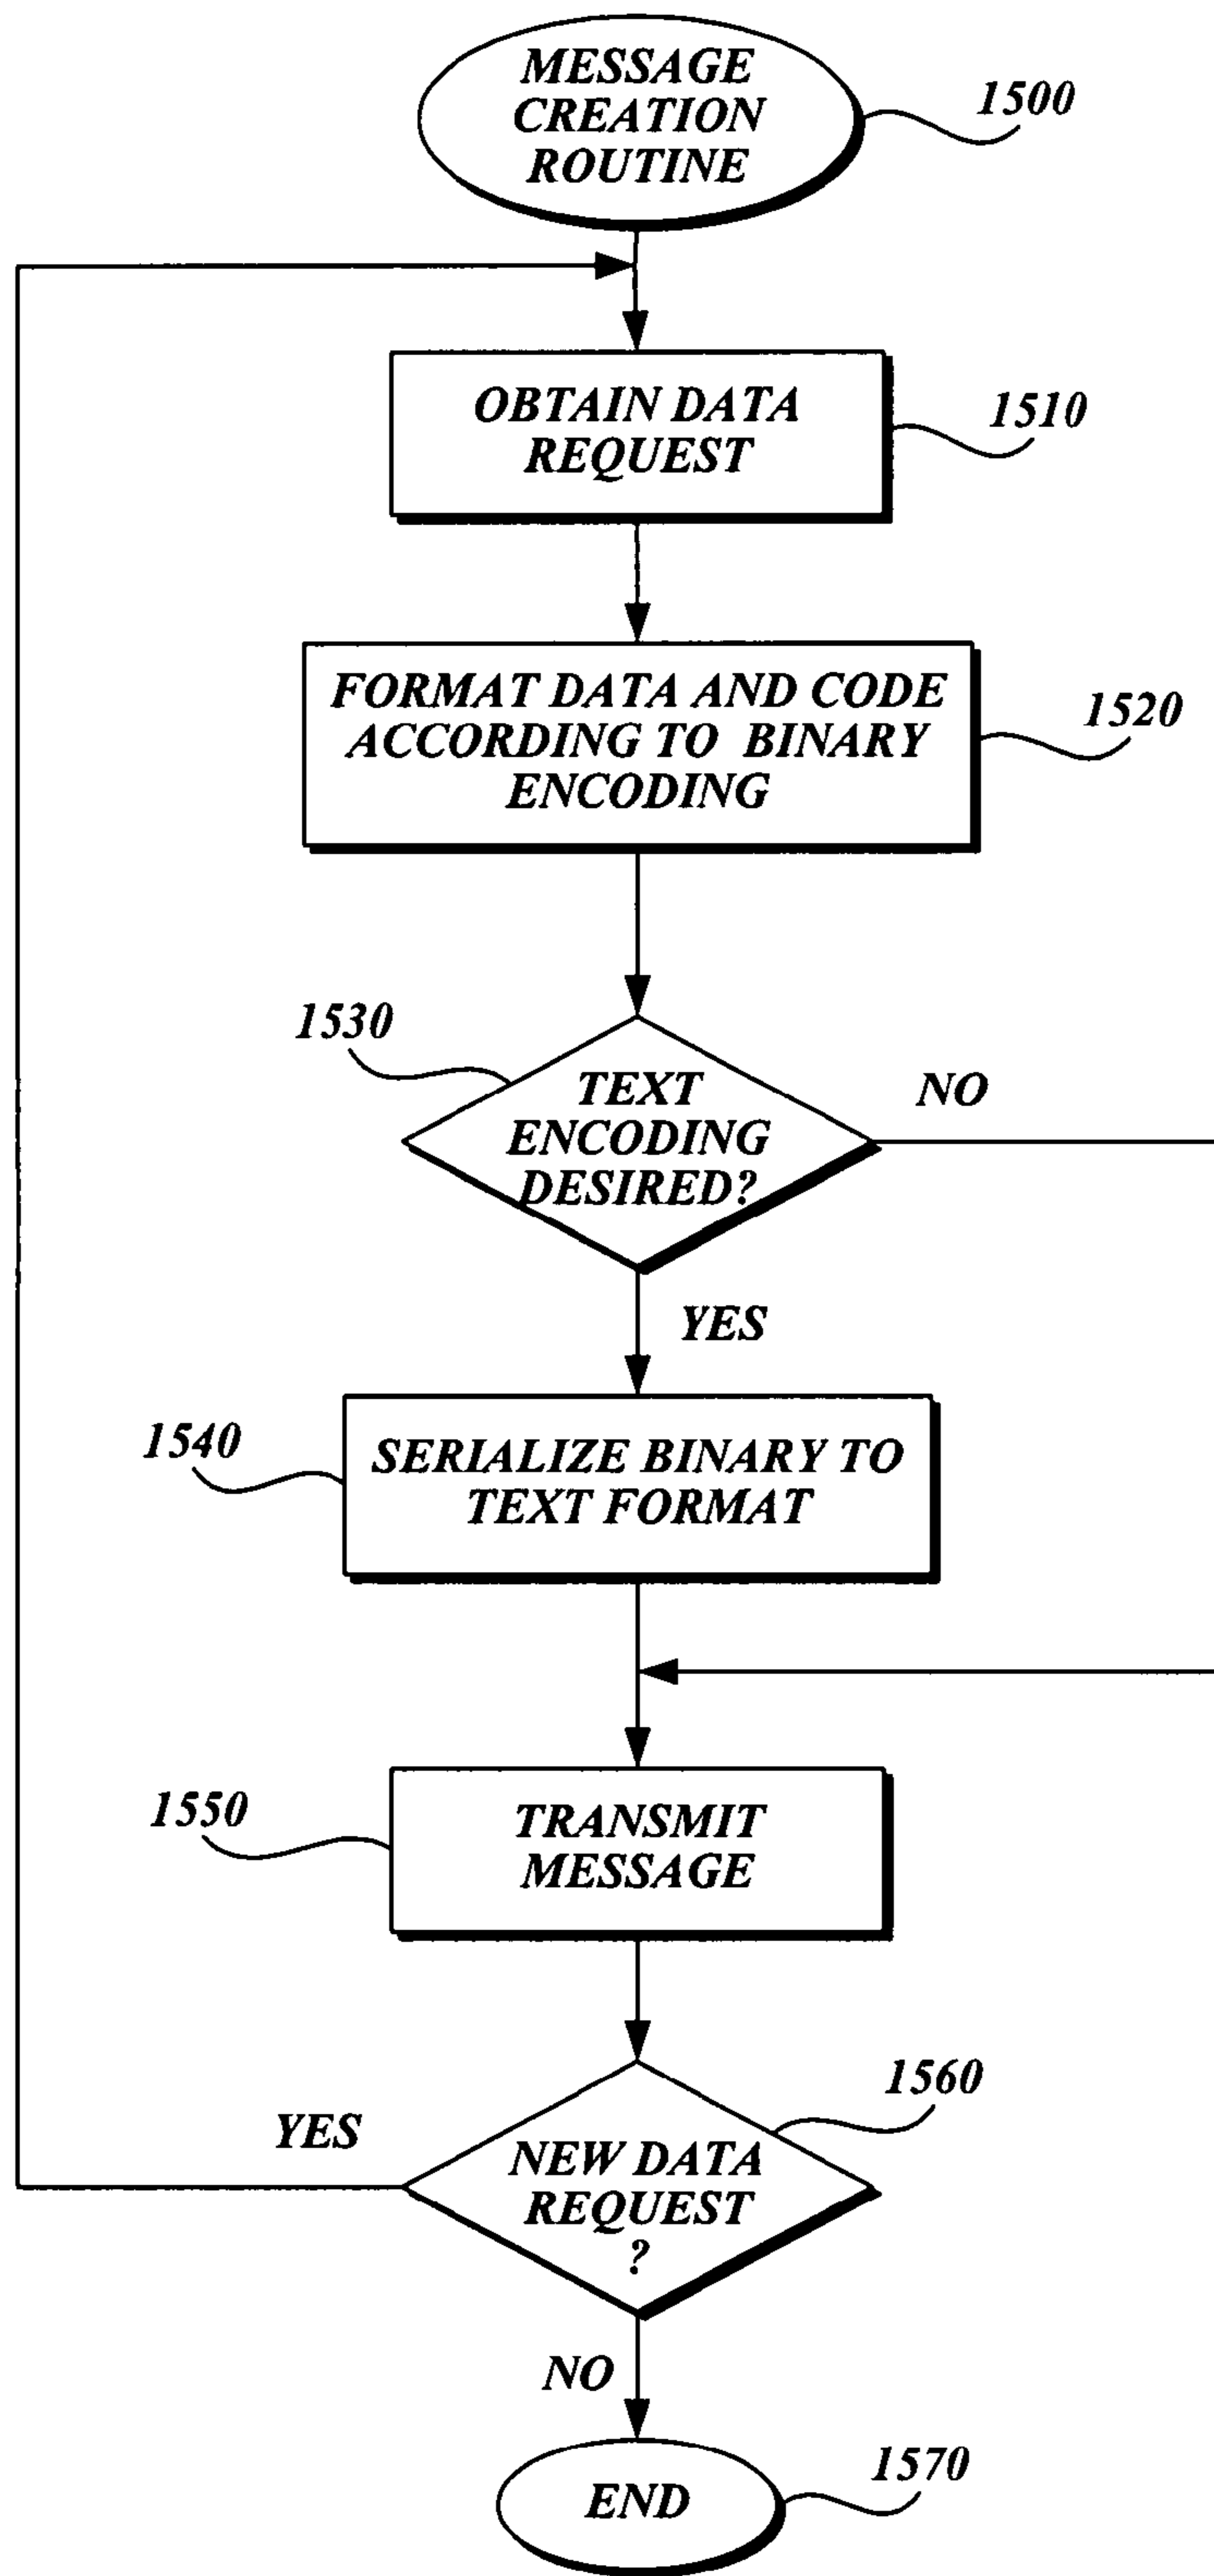 MESSAGE
CREATION
ROUTINE
1500
OBTAIN DATA
REQUEST
1510
FORMAT DATA AND CODE
ACCORDING TO BINARY
ENCODING
1520
1530
TEXT
ENCODING
DESIRED?
NO
YES
1540
SERIALIZE BINARY TO
TEXT FORMAT
1550
TRANSMIT
MESSAGE
1560
YES
NEW DATA
REQUEST
?
NO
END
1570